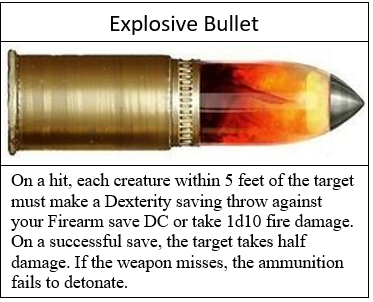 Explosive Bullet
On a hit, each creature within 5 feet of the target
must make a Dexterity saving throw against
your Firearm save DC or take 1d10 fire damage.
On a successful save, the target takes half
damage. If the weapon misses, the ammunition
fails to detonate.